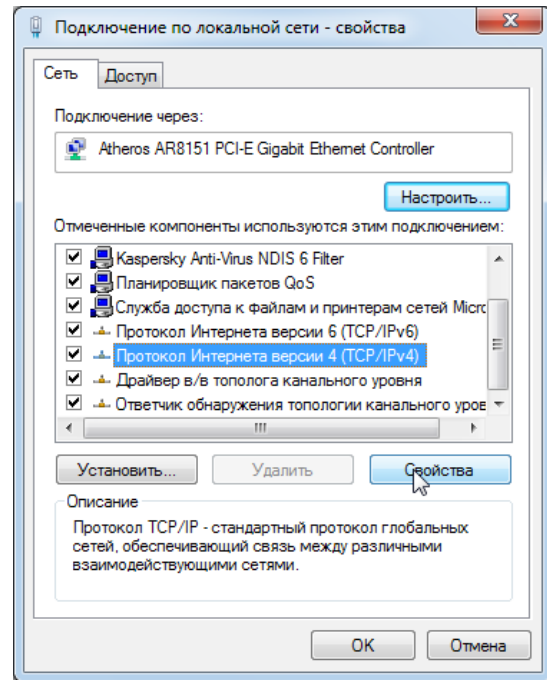 Подключение по локальной сети - свойства
Сеть
Доступ
Подключение через:
Atheros AR8151 PCI-E Gigabit Ethernet Controller
Настроить...
Отмеченные компоненты используются этим подключением:
Kaspersky Anti-Virus NDIS 6 Filter
Планировщик пакетов QoS
Служба доступа к файлам и принтерам сетей Micro
Протокол Интернета версии 6 (TCP/IPv6)
Протокол Интернета версии 4 (TCP/IPv4)
Драйвер в/в тополога канального уровня
Ответчик обнаружения топологии канального уров
Установить...
Удалить
Свойства
Описание
Протокол TCP/IP - стандартный протокол глобальных
сетей, обеспечивающий связь между различными
взаимодействующими сетями.
OK
Отмена